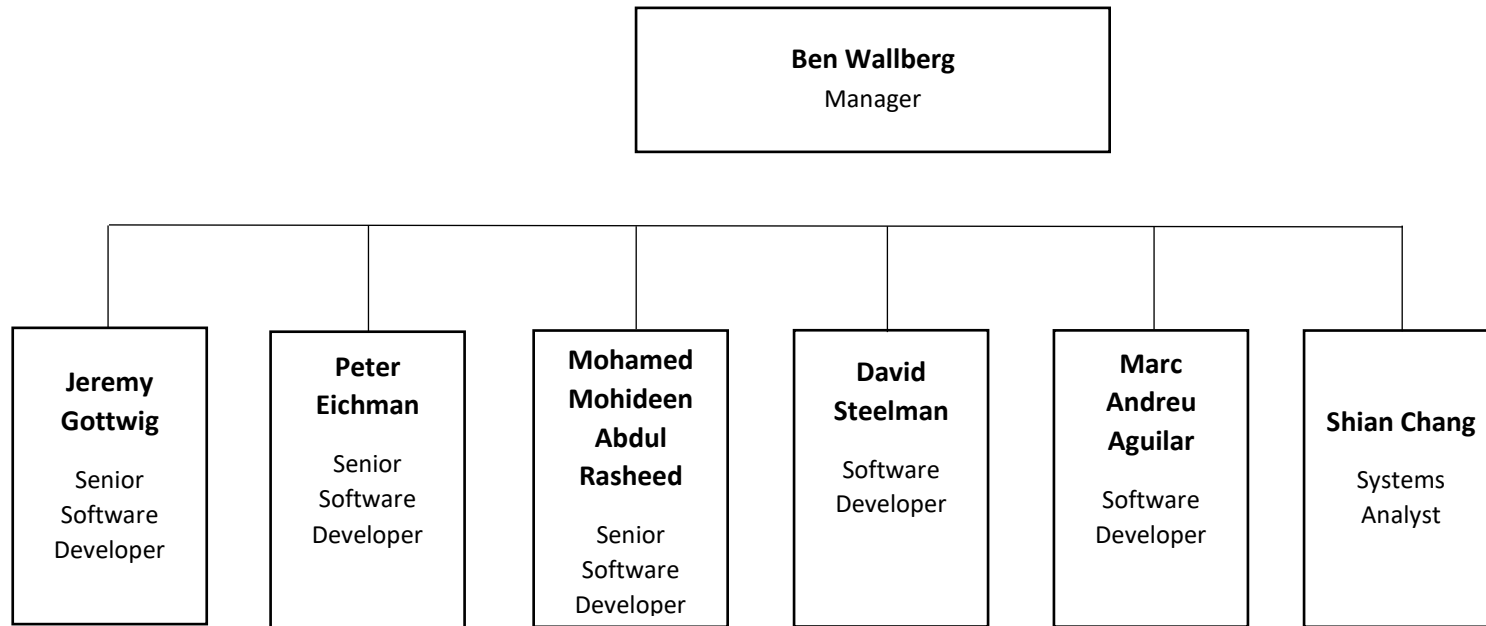 Ben Wallberg
Manager
Jeremy
Gottwig
Senior
Software
Developer
Peter
Eichman
Senior
Software
Developer
Mohamed
Mohideen
Abdul
Rasheed
Senior
Software
Developer
David
Steelman
Software
Developer
Marc
Andreu
Aguilar
Software
Developer
Shian Chang
Systems
Analyst